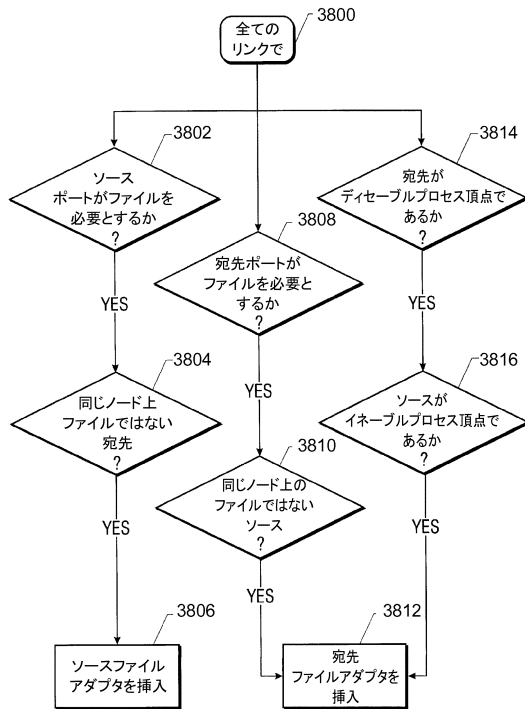 全ての
リンクで
3800
3802
ソース
ポートがファイルを
必要とするか
?
YES
3808
宛先ポートが
ファイルを必要と
するか
?
YES
3814
宛先が
ディセーブルプロセス頂点で
あるか
?
YES
3804
同じノード上
ファイルではない
宛先
?
YES
3810
同じノード上の
ファイルではない
ソース
?
YES
3816
ソースが
イネーブルプロセス頂点で
あるか
?
YES
3806
ソースファイル
アダプタを挿入
3812
宛先
ファイルアダプタを
挿入